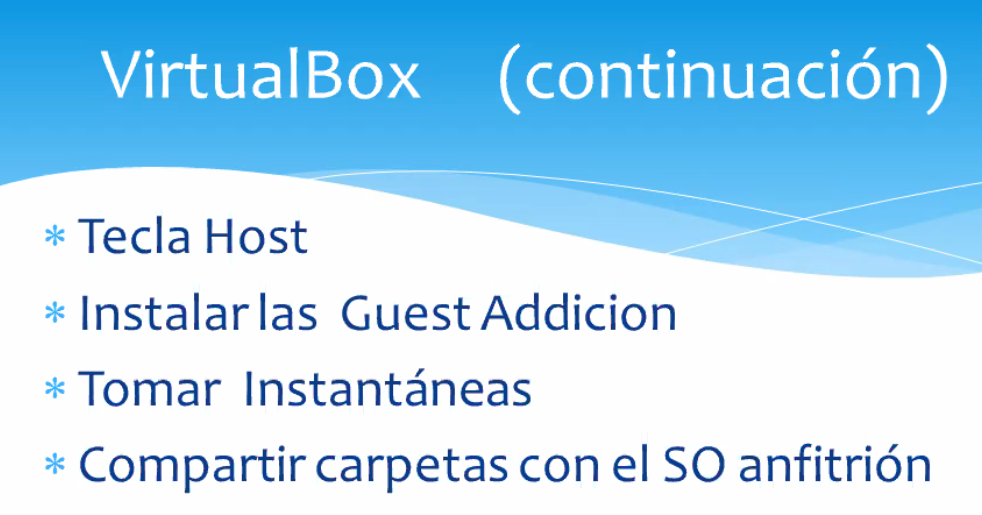 VirtualBox (continuación)
* Tecla Host
* Instalar las Guest Addicion
* Tomar Instantáneas
* Compartir carpetas con el SO anfitrión